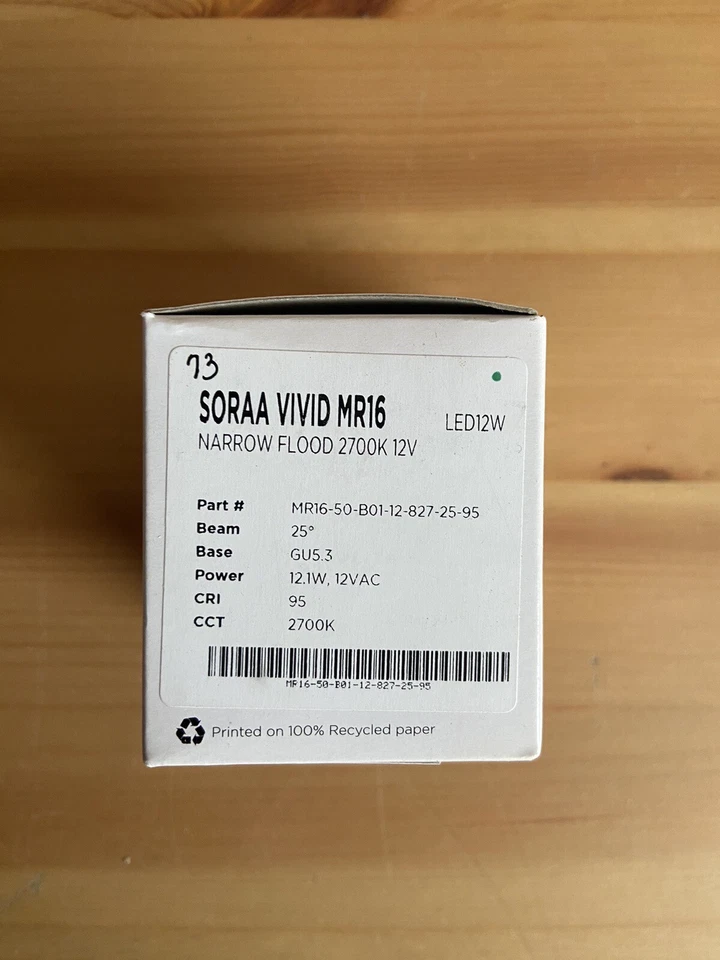 73
SORAA VIVID MR16 LED12W
NARROW FLOOD 2700K 12V
Part # MR16-50-B01-12-827-25-95
Beam 25°
Base GU5.3
Power 12.1W, 12VAC
CRI 95
CCT 2700K
MR16-50-B01-12-827-25-95
Printed on 100% Recycled paper